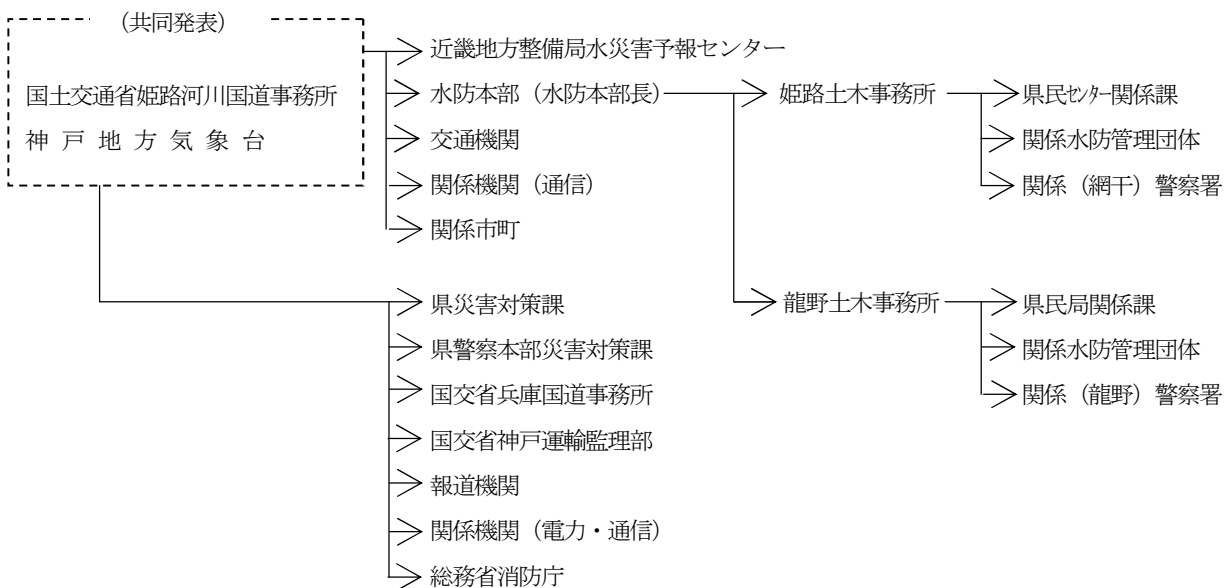 (共同発表)
国土交通省姫路河川国道事務所
神戸地方気象台
近畿地方整備局水災害予報センター
水防本部（水防本部長）
交通機関
関係機関（通信）
関係市町
姫路土木事務所
県民ｾﾝﾀｰ関係課
関係水防管理団体
関係（網干）警察署
龍野土木事務所
県民局関係課
関係水防管理団体
関係（龍野）警察署
県災害対策課
県警察本部災害対策課
国交省兵庫国道事務所
国交省神戸運輸監理部
報道機関
関係機関（電力・通信）
総務省消防庁